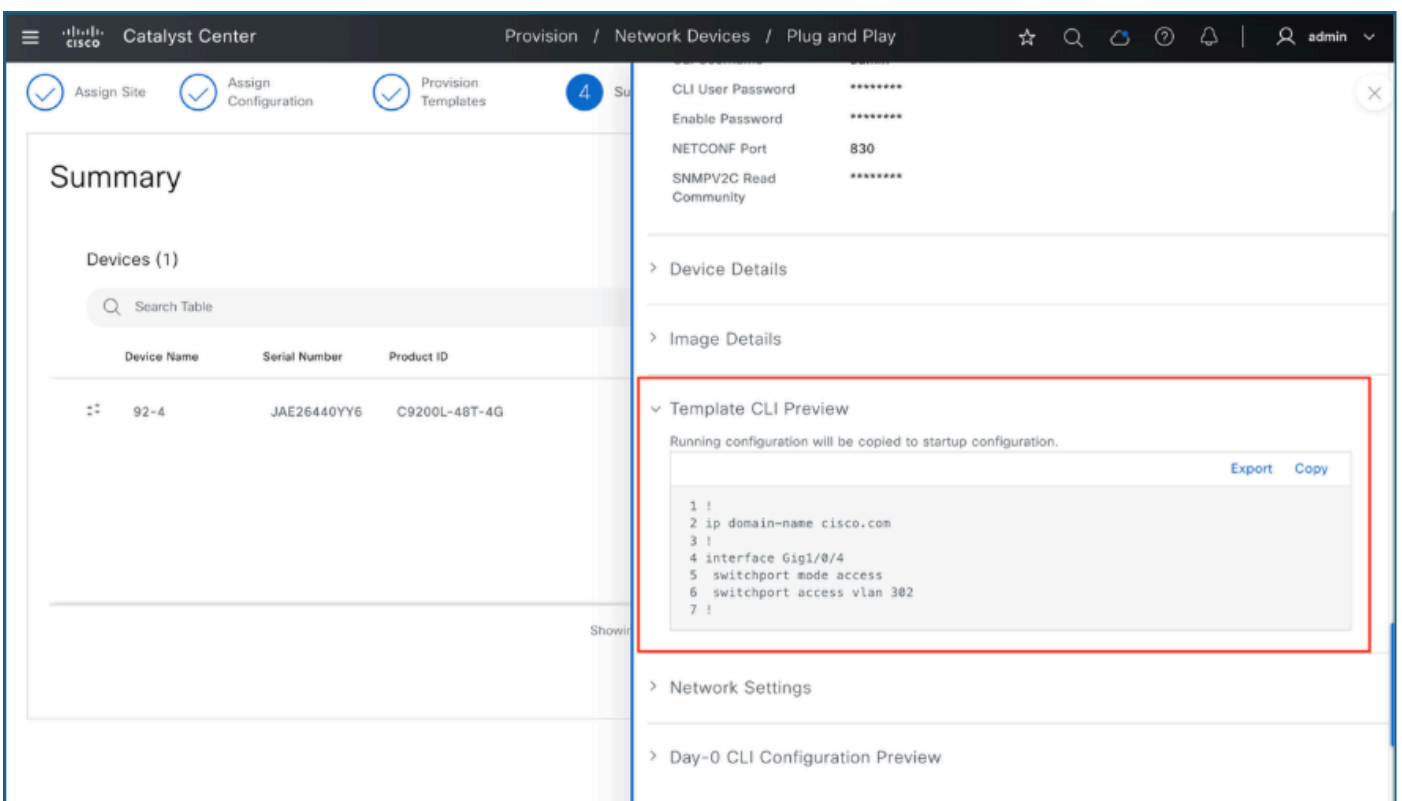 cisco
Catalyst Center
Provision / Network Devices / Plug and Play
admin
Assign Site
Assign
Configuration
Provision
Templates
4
Su
Summary
Devices (1)
Search Table
Device Name Serial Number Product ID
92-4 JAE26440YY6 C9200L-48T-4G
Showin
CLI User Password ********
Enable Password ********
NETCONF Port 830
SNMPV2C Read ********
Community
Device Details
Image Details
Template CLI Preview
Running configuration will be copied to startup configuration.
Export Copy
1 !
2 ip domain-name cisco.com
3 !
4 interface Gig1/0/4
5 switchport mode access
6 switchport access vlan 302
7 !
Network Settings
Day-0 CLI Configuration Preview